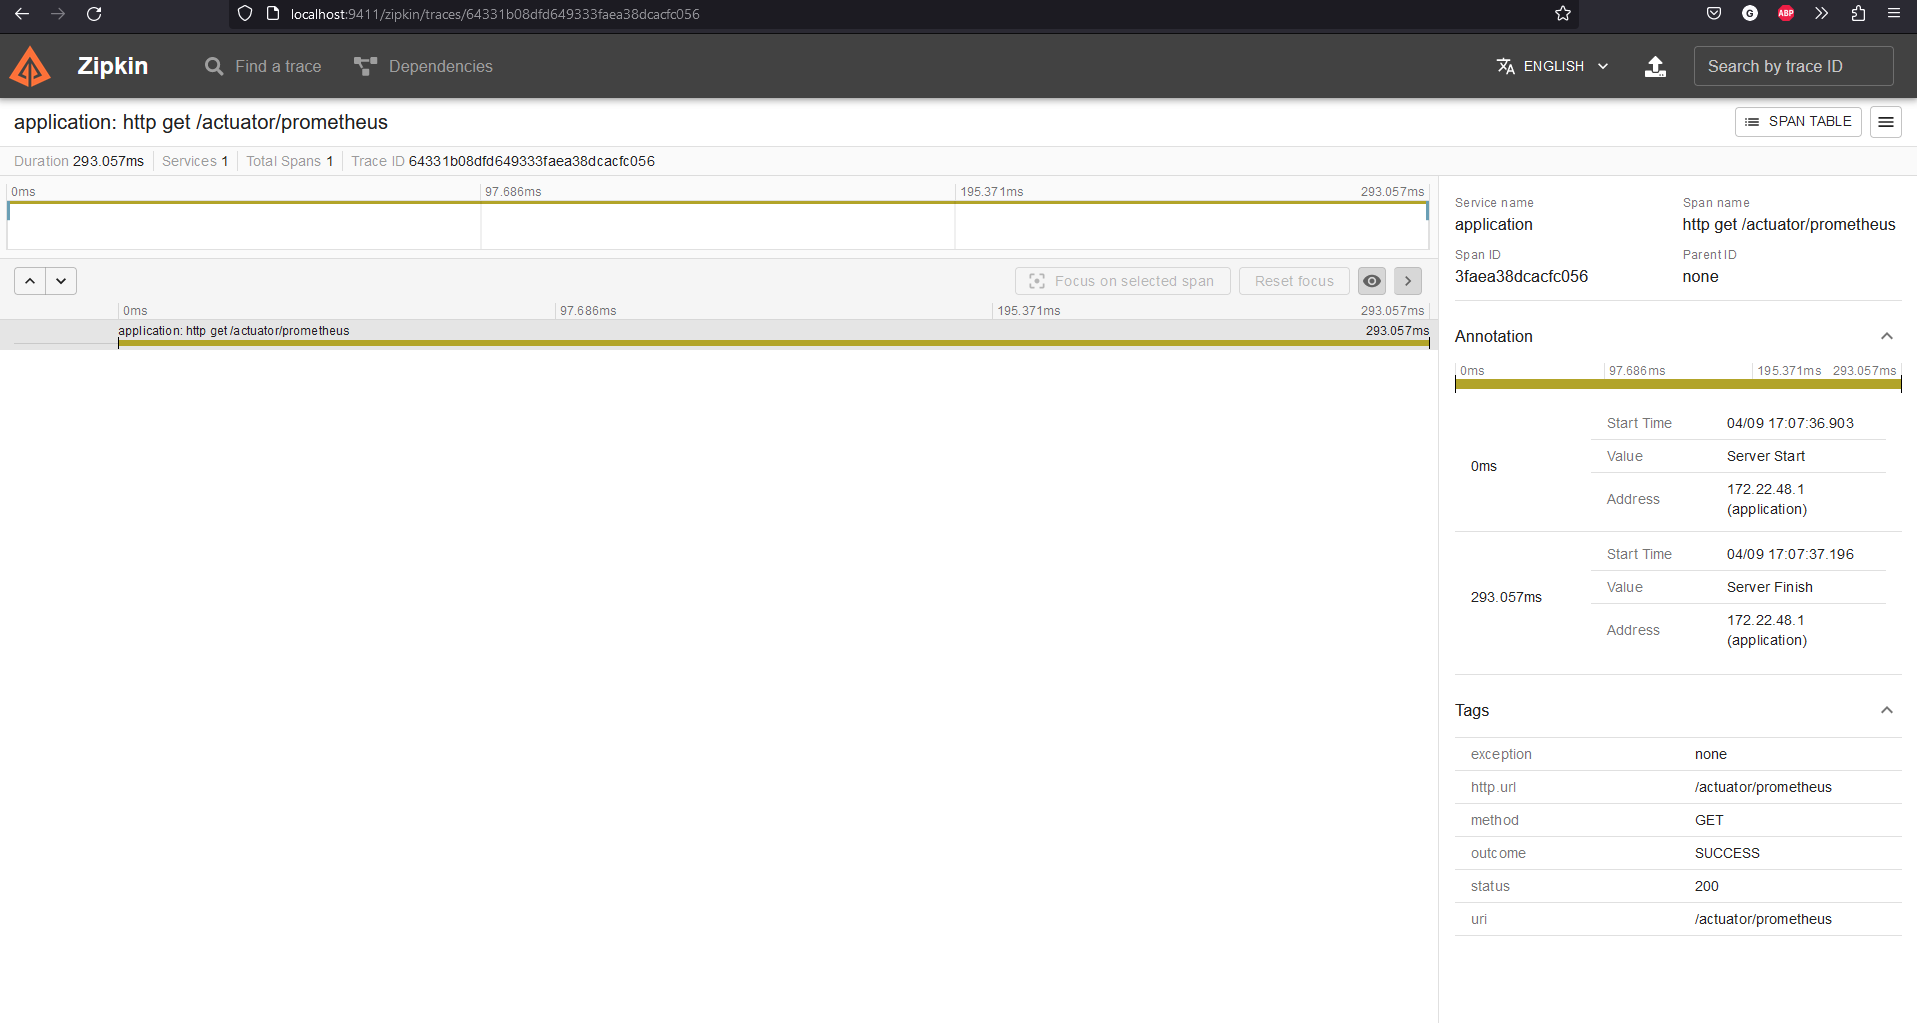 localhost:9411/zipkin/traces/64331b08dfd649333faea38dcacfc056
G
ABP
Zipkin
Find a trace
Dependencies
ENGLISH
Search by trace ID
application: http get /actuator/prometheus
SPAN TABLE
Duration 293.057ms Services 1 Total Spans 1 Trace ID 64331b08dfd649333faea38dcacfc056
0ms 97.686ms 195.371ms 293.057ms
Focus on selected span
Reset focus
0ms 97.686ms 195.371ms 293.057ms
application: http get /actuator/prometheus 293.057ms
Service name Span name
application http get /actuator/prometheus
Span ID Parent ID
3faea38dcacfc056 none
Annotation
0ms 97.686ms 195.371ms 293.057ms
0ms
Start Time 04/09 17:07:36.903
Value Server Start
Address 172.22.48.1
(application)
293.057ms
Start Time 04/09 17:07:37.196
Value Server Finish
Address 172.22.48.1
(application)
Tags
exception none
http.url /actuator/prometheus
method GET
outcome SUCCESS
status 200
uri /actuator/prometheus